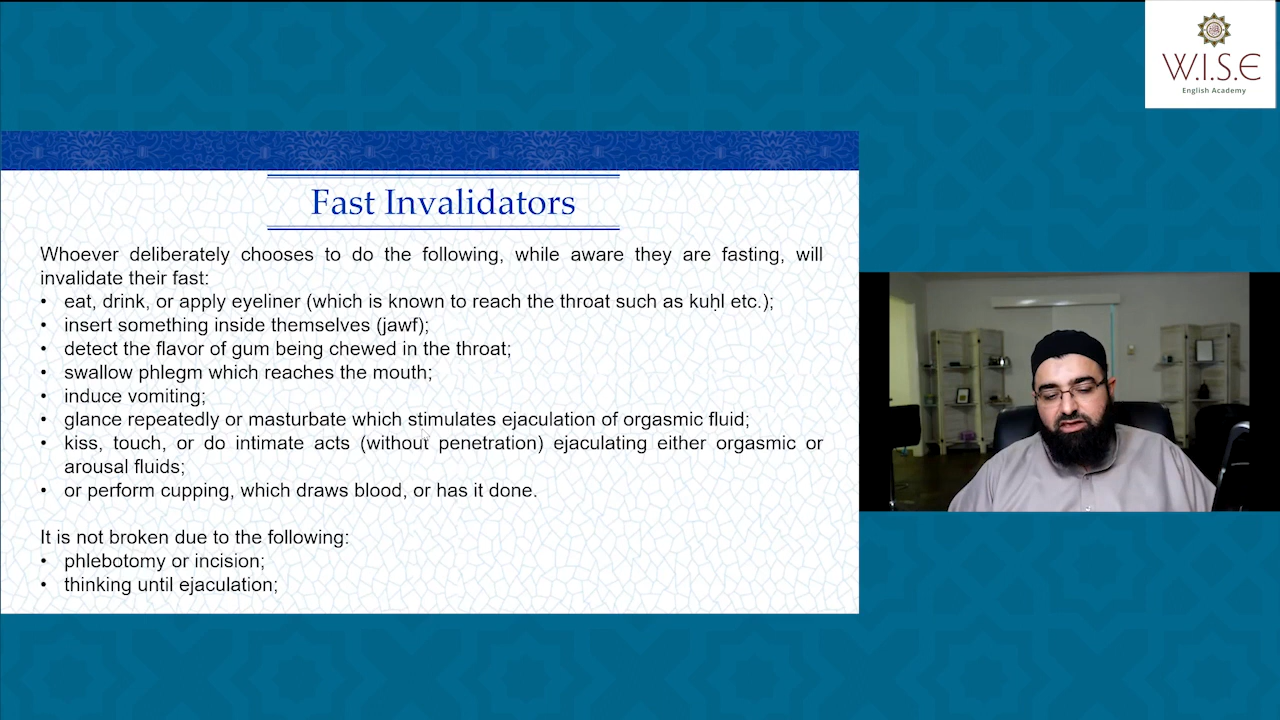 W.I.S.E
English Academy
Fast Invalidators
Whoever deliberately chooses to do the following, while aware they are fasting, will
invalidate their fast:
• eat, drink, or apply eyeliner (which is known to reach the throat such as kuḥl etc.);
• insert something inside themselves (jawf);
• detect the flavor of gum being chewed in the throat;
• swallow phlegm which reaches the mouth;
• induce vomiting;
• glance repeatedly or masturbate which stimulates ejaculation of orgasmic fluid;
• kiss, touch, or do intimate acts (without penetration) ejaculating either orgasmic or
arousal fluids;
• or perform cupping, which draws blood, or has it done.
It is not broken due to the following:
• phlebotomy or incision;
• thinking until ejaculation;